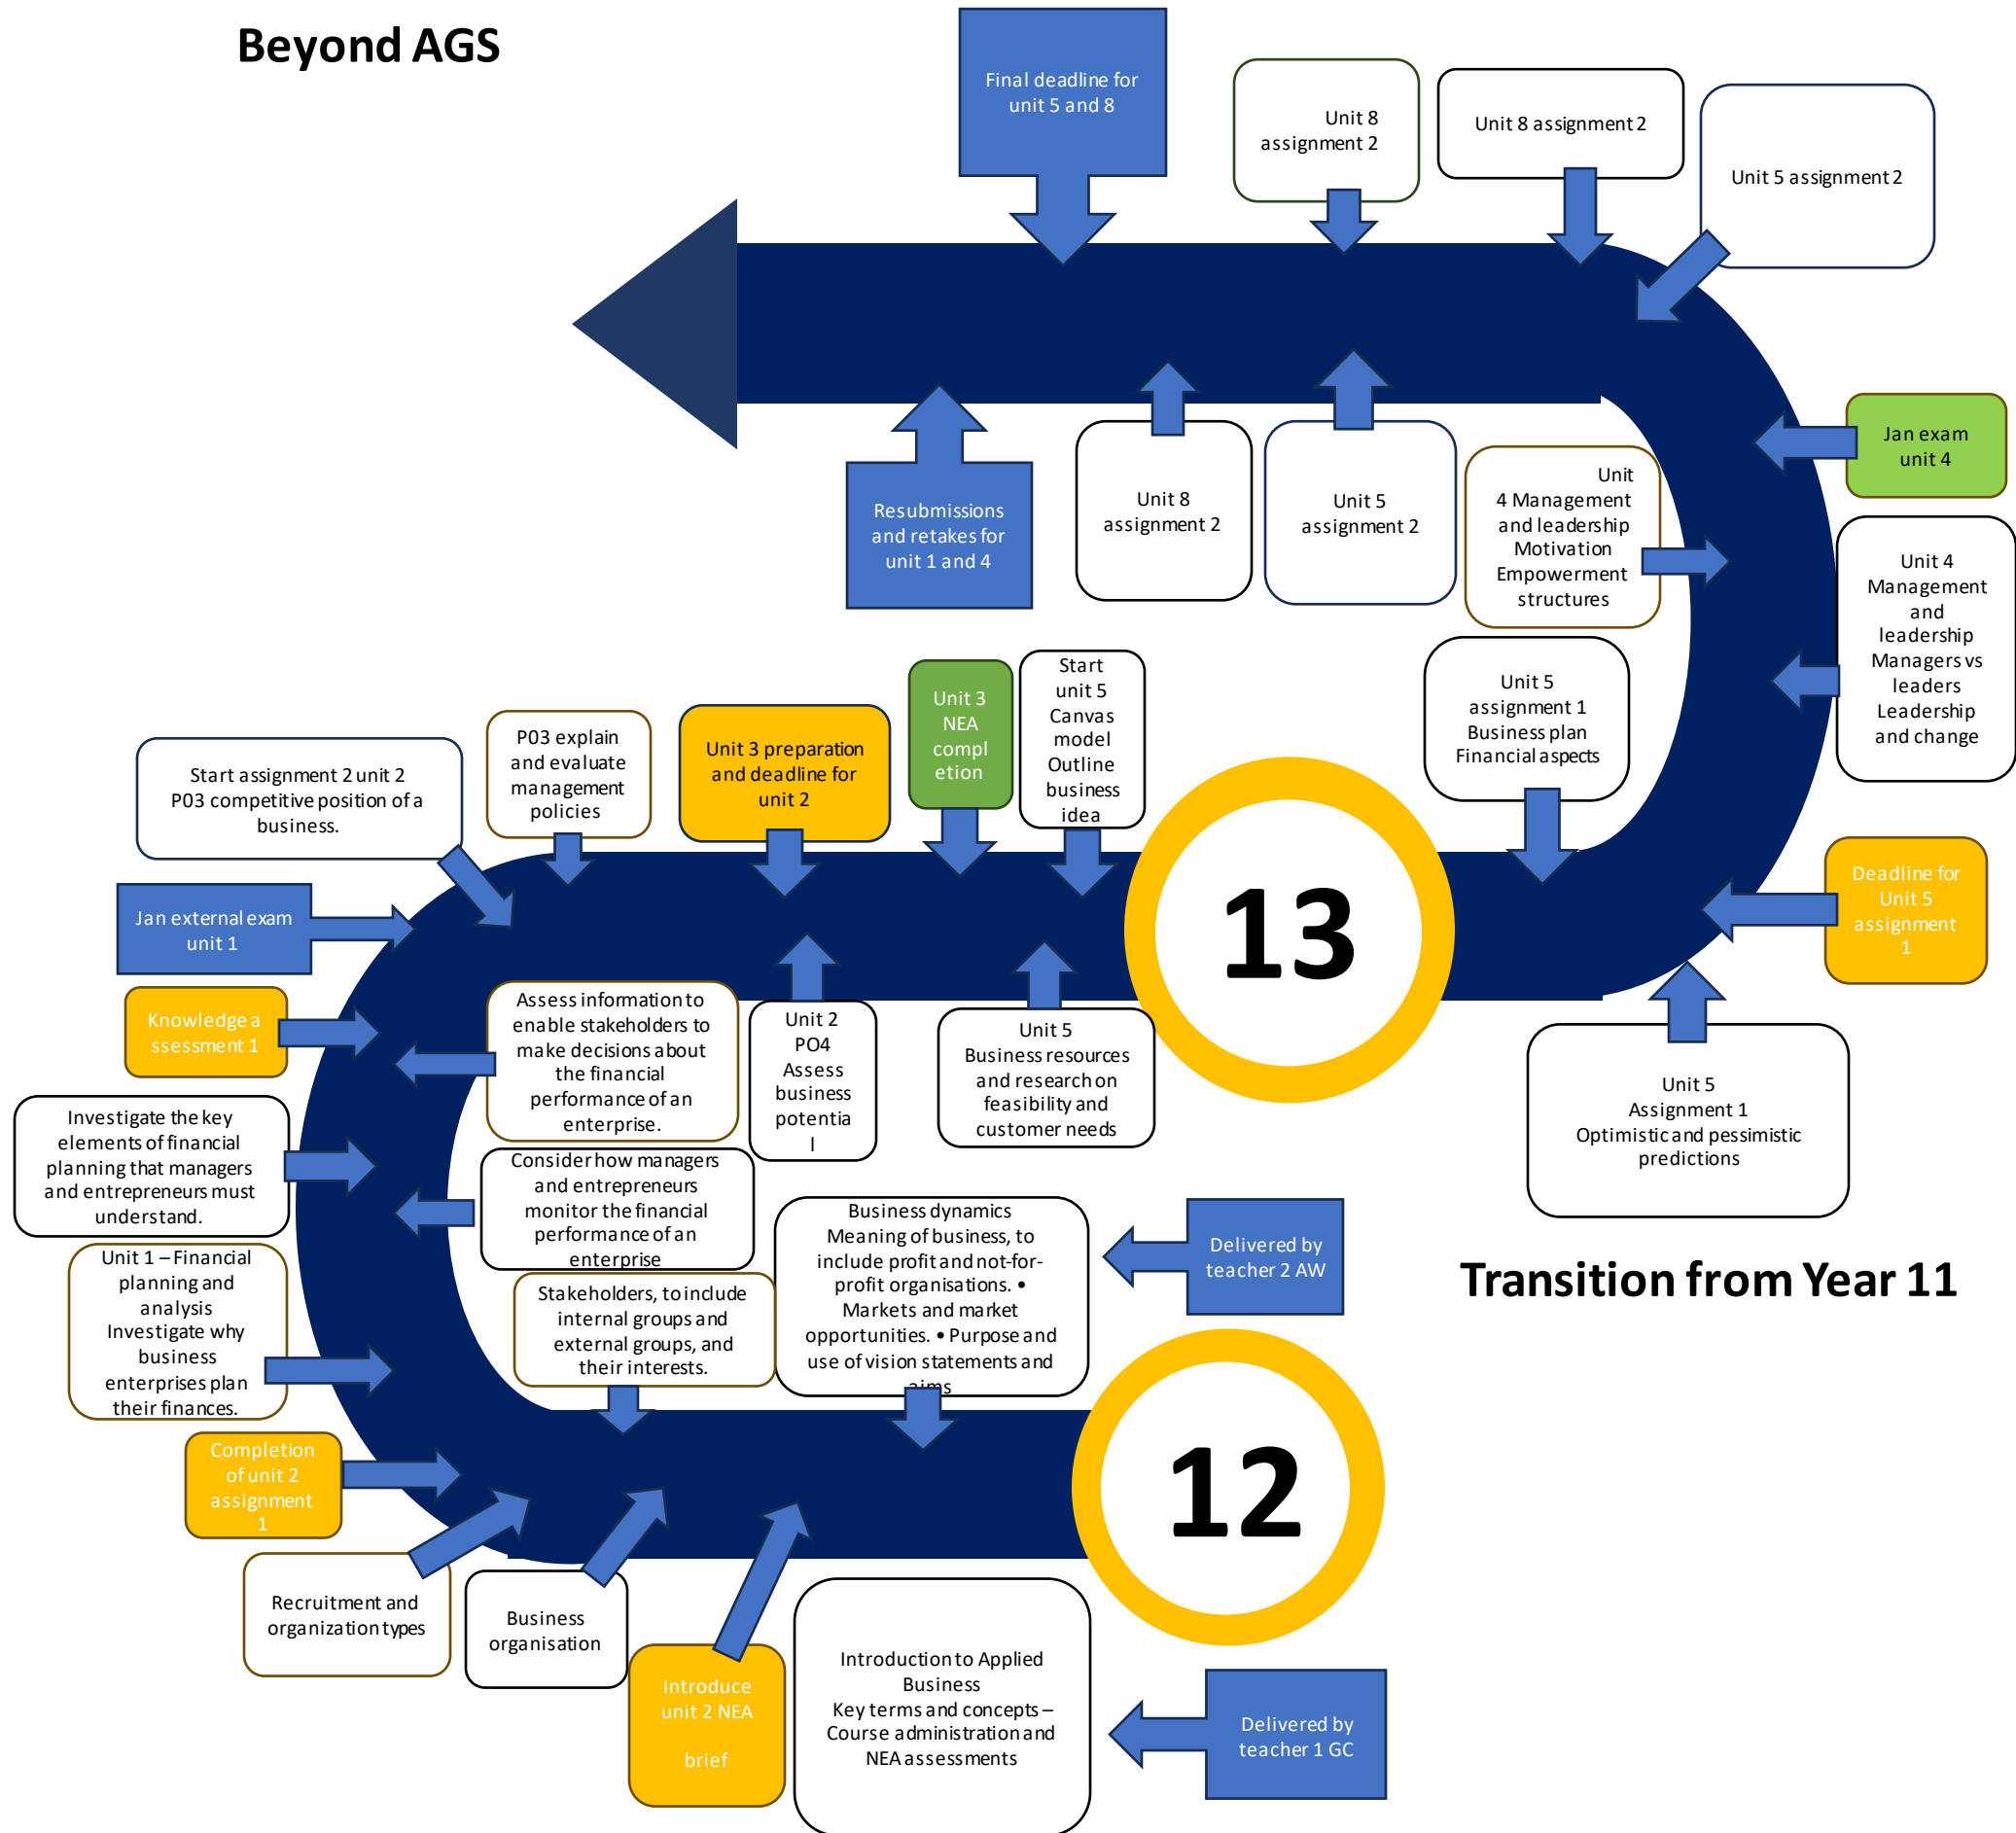 Beyond AGS
Final deadline for
unit 5 and 8
Unit 8
assignment 2
Unit 8 assignment 2
Unit 5 assignment 2
Jan exam
unit 4
Resubmissions
and retakes for
unit 1 and 4
Unit 8
assignment 2
Unit 5
assignment 2
Unit
4 Management
and leadership
Motivation
Empowerment
structures
Unit 4
Management
and
leadership
Managers vs
leaders
Leadership
and change
Start assignment 2 unit 2
P03 competitive position of a
business.
P03 explain
and evaluate
management
policies
Unit 3 preparation
and deadline for
unit 2
Unit 3
NEA
compl
etion
Start
unit 5
Canvas
model
Outline
business
idea
Unit 5
assignment 1
Business plan
Financial aspects
13
Deadline for
Unit 5
assignment
1
Jan external exam
unit 1
Knowledge a
ssessment 1
Assess information to
enable stakeholders to
make decisions about
the financial
performance of an
enterprise.
Unit 2
PO4
Assess
business
potentia
l
Unit 5
Business resources
and research on
feasibility and
customer needs
Unit 5
Assignment 1
Optimistic and pessimistic
predictions
Investigate the key
elements of financial
planning that managers
and entrepreneurs must
understand.
Consider how managers
and entrepreneurs
monitor the financial
performance of an
enterprise
Business dynamics
Meaning of business, to
include profit and not-for-
profit organisations. •
Markets and market
opportunities. • Purpose and
use of vision statements and
aims
Delivered by
teacher 2 AW
Transition from Year 11
Unit 1 – Financial
planning and
analysis
Investigate why
business
enterprises plan
their finances.
Stakeholders, to include
internal groups and
external groups, and
their interests.
12
Completion
of unit 2
assignment
1
Recruitment and
organization types
Business
organisation
Introduce
unit 2 NEA
brief
Introduction to Applied
Business
Key terms and concepts –
Course administration and
NEA assessments
Delivered by
teacher 1 GC